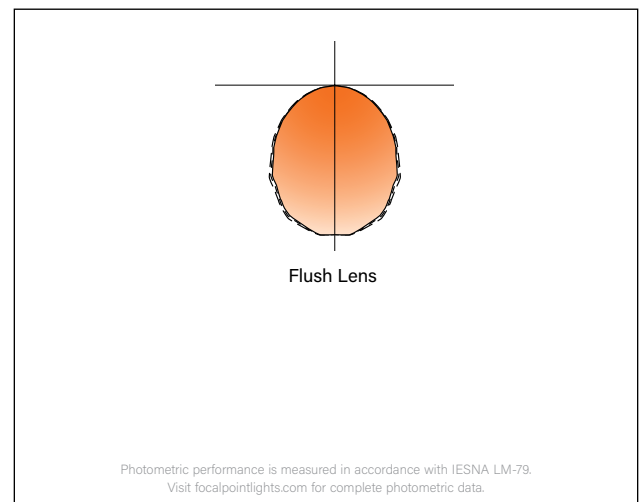 Flush Lens
Photometric performance is measured in accordance with IESNA LM-79.
Visit focalpointlights.com for complete photometric data.